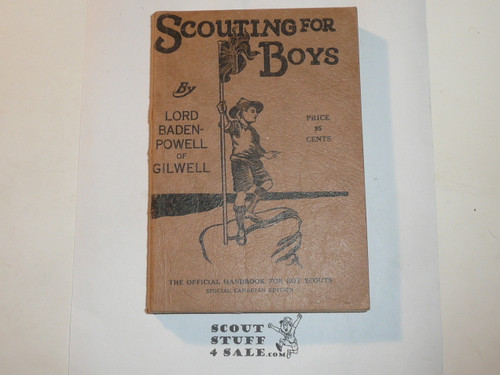 SCOUTING FOR
BOYS
By
LORD
BADEN-
POWELL
OF
GILWELL
PRICE
85
CENTS
THE OFFICIAL HANDBOOK FOR BOY SCOUTS
SPECIAL CANADIAN EDITION
SCOUT
STUFF
4 SALE.COM